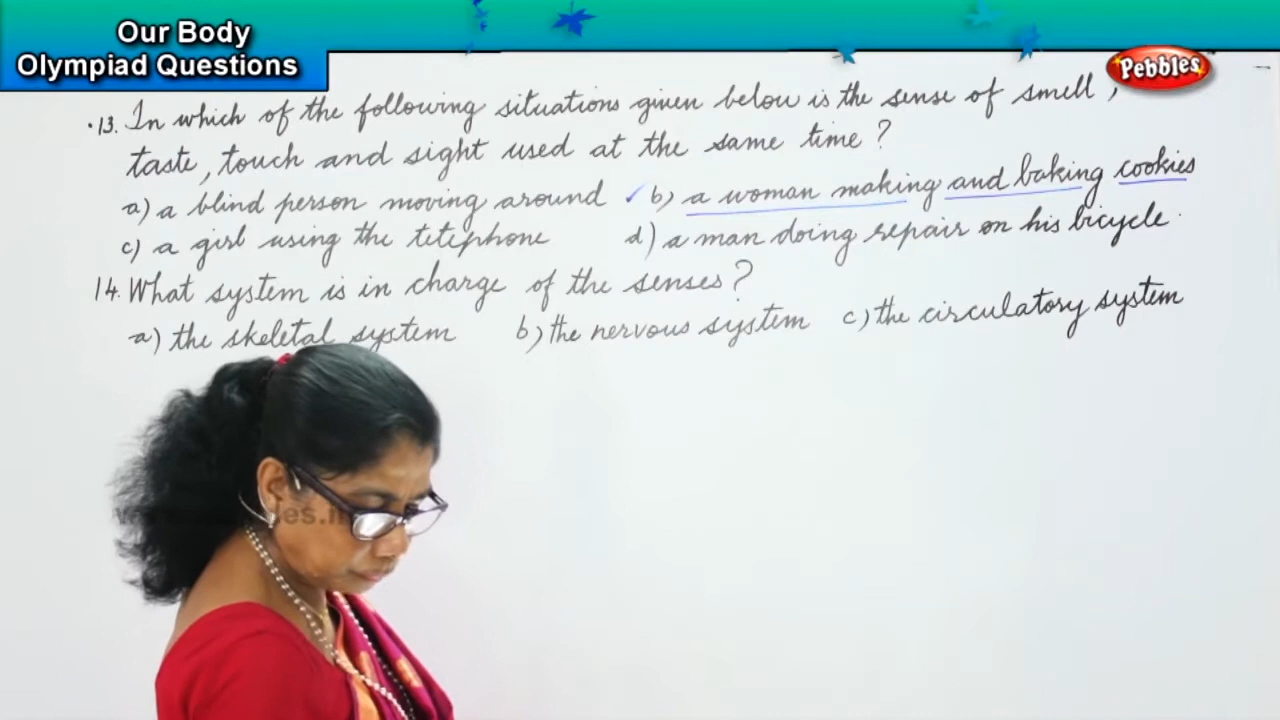 Our Body
Olympiad Questions
Pebbles
13. In which of the following situations given below is the sense of smell,
taste, touch and sight used at the same time?
a) a blind person moving around ✓ b) a woman making and baking cookies
c) a girl using the tetephone d) a man doing repair on his bicycle.
14. What system is in charge of the senses?
a) the skeletal system b) the nervous system c) the circulatory system